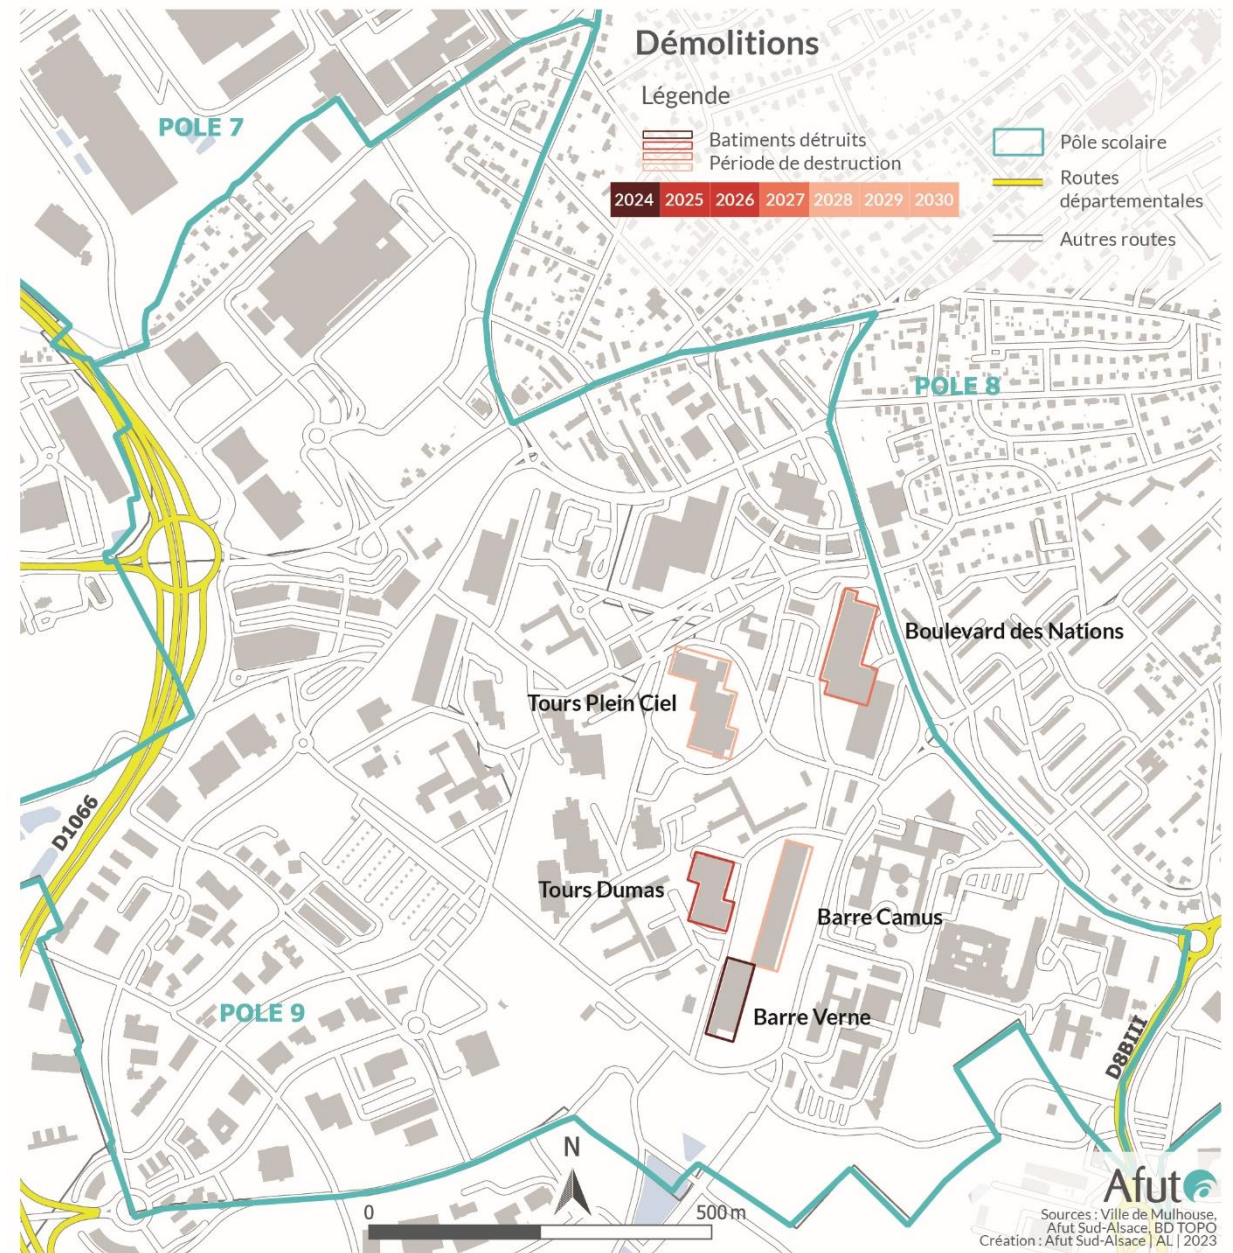 Démolitions
Légende
Batiments détruits
Période de destruction
2024 2025 2026 2027 2028 2029 2030
Pôle scolaire
Routes
départementales
Autres routes
POLE 7
POLE 8
Boulevard des Nations
Tours Plein Ciel
D1066
Tours Dumas
Barre Camus
POLE 9
Barre Verne
D8BIII
N
0 500 m
Afut
Sources : Ville de Mulhouse,
Afut Sud-Alsace, BD TOPO
Création : Afut Sud-Alsace | AL | 2023